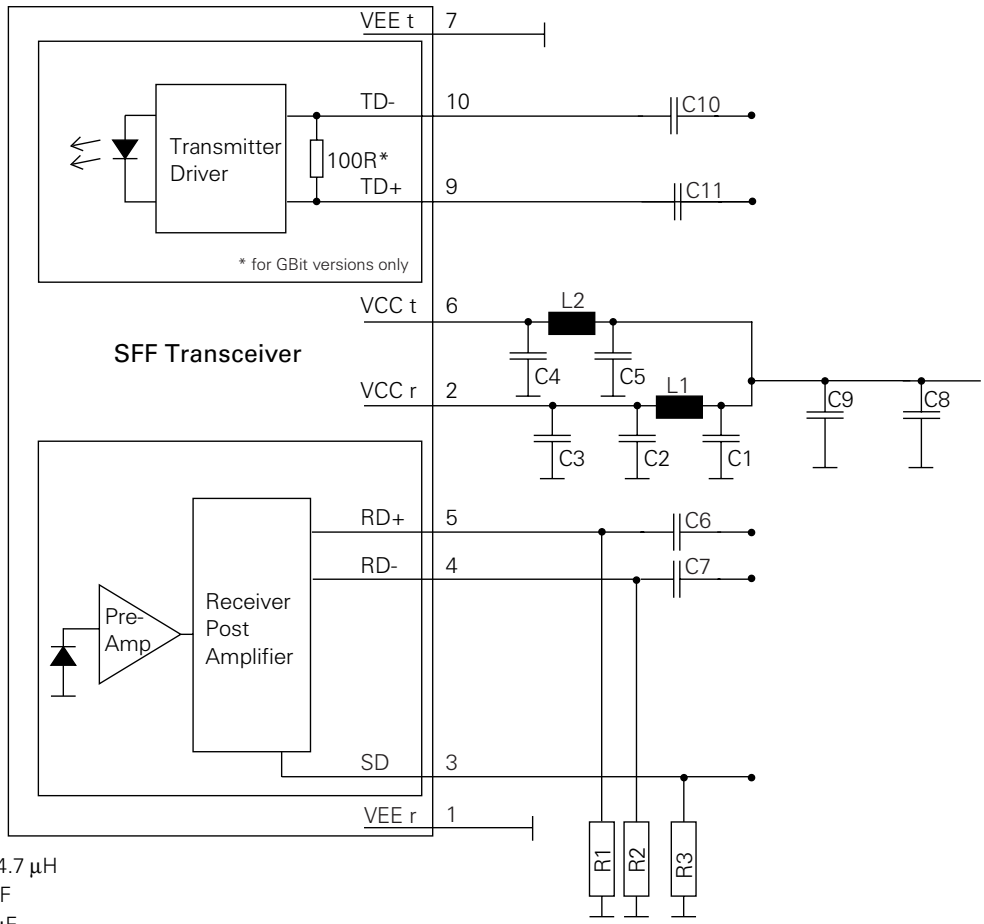 VEE t 7
TD- 10 C10
Transmitter
Driver
100R*
TD+ 9 C11
* for GBit versions only
VCC t 6 L2
SFF Transceiver
C4 C5
VCC r 2 L1 C9 C8
C3 C2 C1
RD+ 5 C6
RD- 4 C7
Pre-
Amp
Receiver
Post
Amplifier
SD 3
VEE r 1
R1 R2 R3
4.7 µH
F